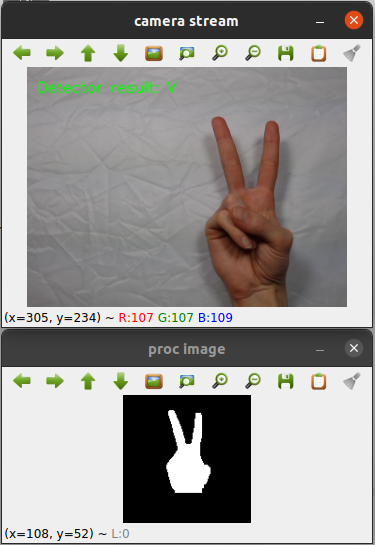 camera stream
Detector result: V
(x=305, y=234) ~ R:107 G:107 B:109
proc image
(x=108, y=52) ~ L:0